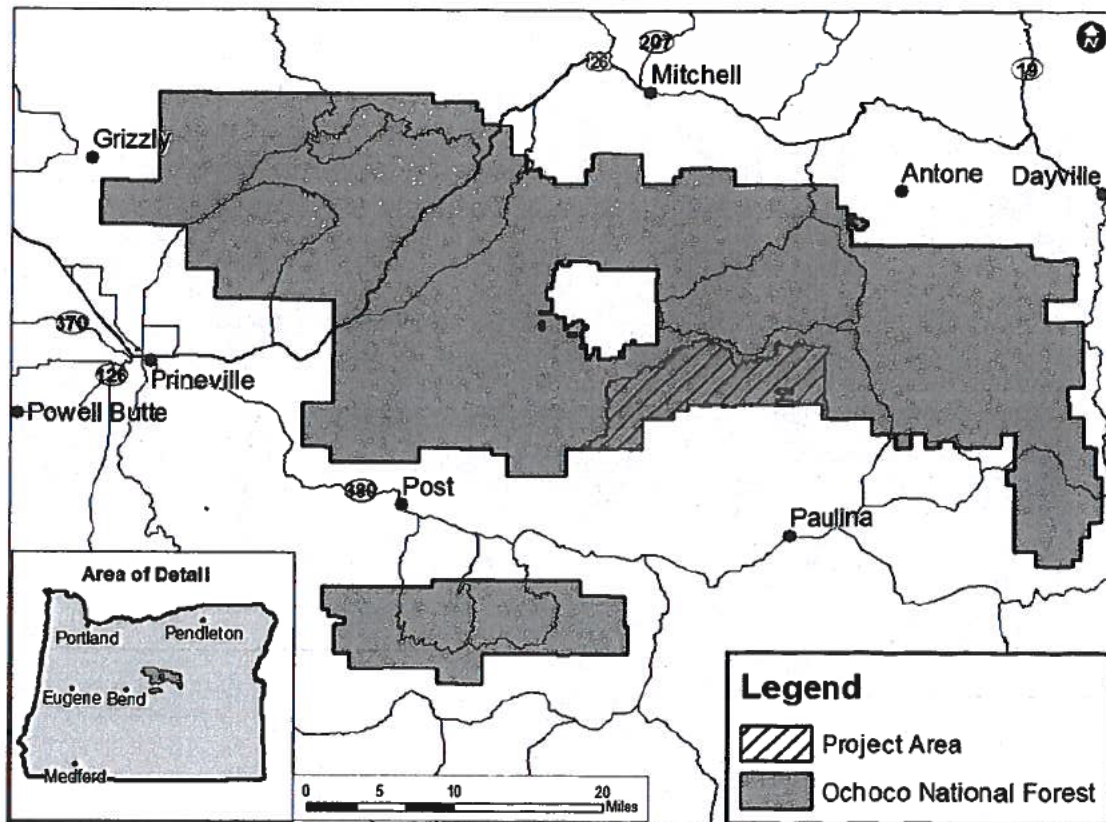 207
26
N
Mitchell
19
Grizzly
Antone
Dayville
370
126
Prineville
Powell Butte
380
Post
Paulina
Area of Detail
Portland
Pendleton
Eugene
Bend
Medford
0 5 10 20
Miles
Legend
Project Area
Ochoco National Forest